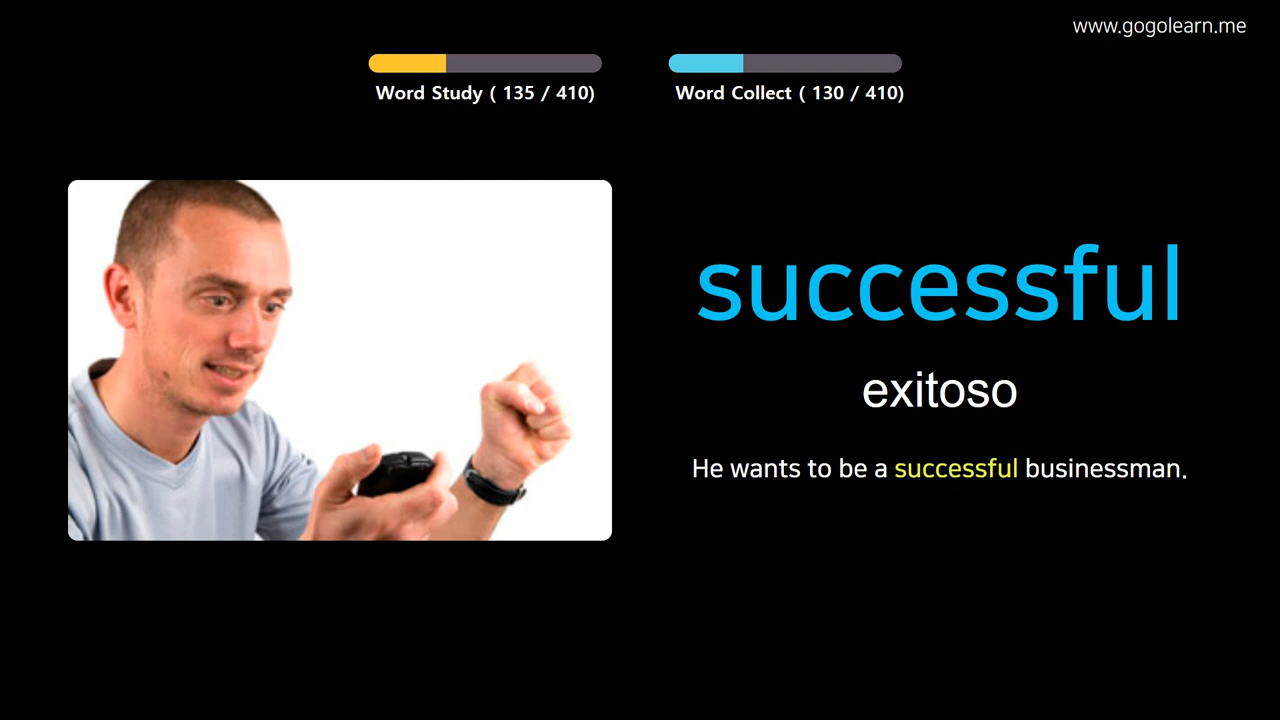 www.gogolearn.me
Word Study ( 135 / 410)
Word Collect ( 130 / 410)
successful
exitoso
He wants to be a successful businessman.